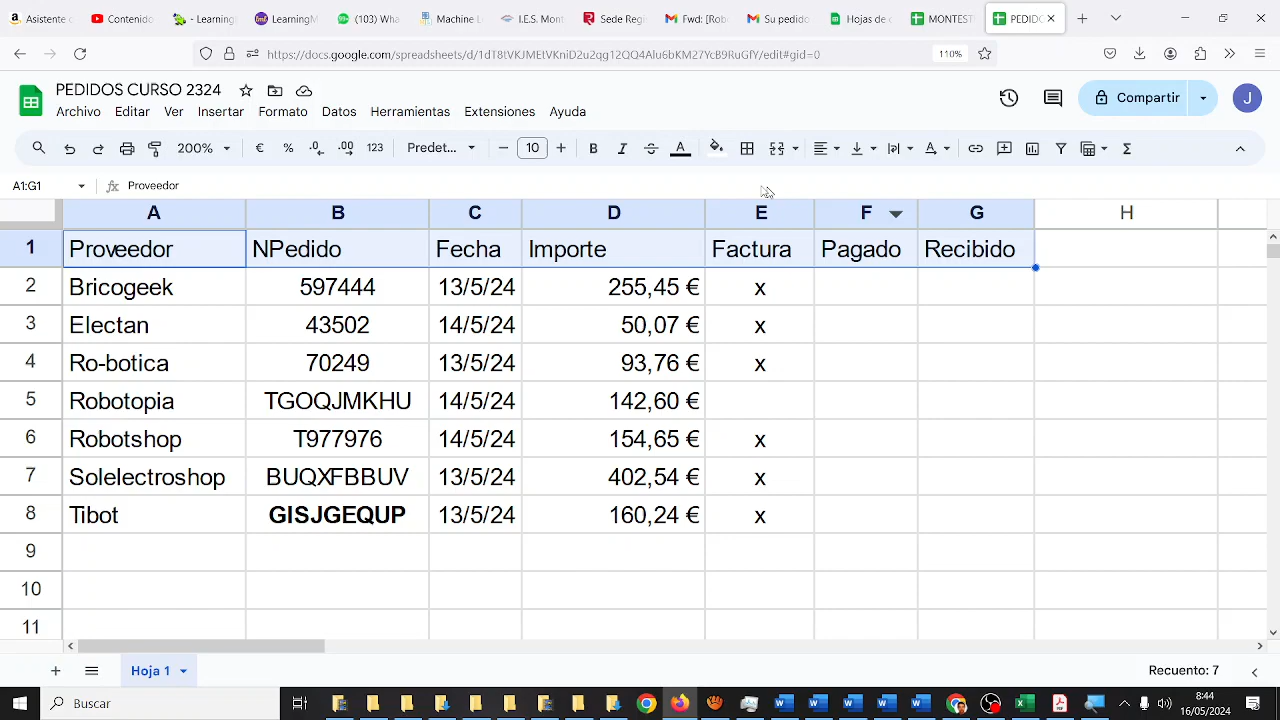 Asistente
Contenido
- Learning
LearningM
(103) Wha
Machine L
I.E.S. Mon
Sede Regi
Fwd: [Rob
Su pedido
Hojas de c
MONTEST
PEDIDO
https://docs.google.com/spreadsheets/d/
/edit#gid=0
110%
PEDIDOS CURSO 2324
Compartir
J
Archivo Editar Ver Insertar Formato Datos Herramientas Extensiones Ayuda
200% € % .0 .00 123 Predet... − 10 + B I S A Σ
A1:G1 fx Proveedor
A B C D E F G H
1 Proveedor NPedido Fecha Importe Factura Pagado Recibido
2 Bricogeek 597444 13/5/24 255,45 € x
3 Electan 43502 14/5/24 50,07 € x
4 Ro-botica 70249 13/5/24 93,76 € x
5 Robotopia TGOQJMKHU 14/5/24 142,60 €
6 Robotshop T977976 14/5/24 154,65 € x
7 Solelectroshop BUQXFBBUV 13/5/24 402,54 € x
8 Tibot GISJGEQUP 13/5/24 160,24 € x
9
10
11
Hoja 1
Recuento: 7
Buscar
8:44
16/05/2024